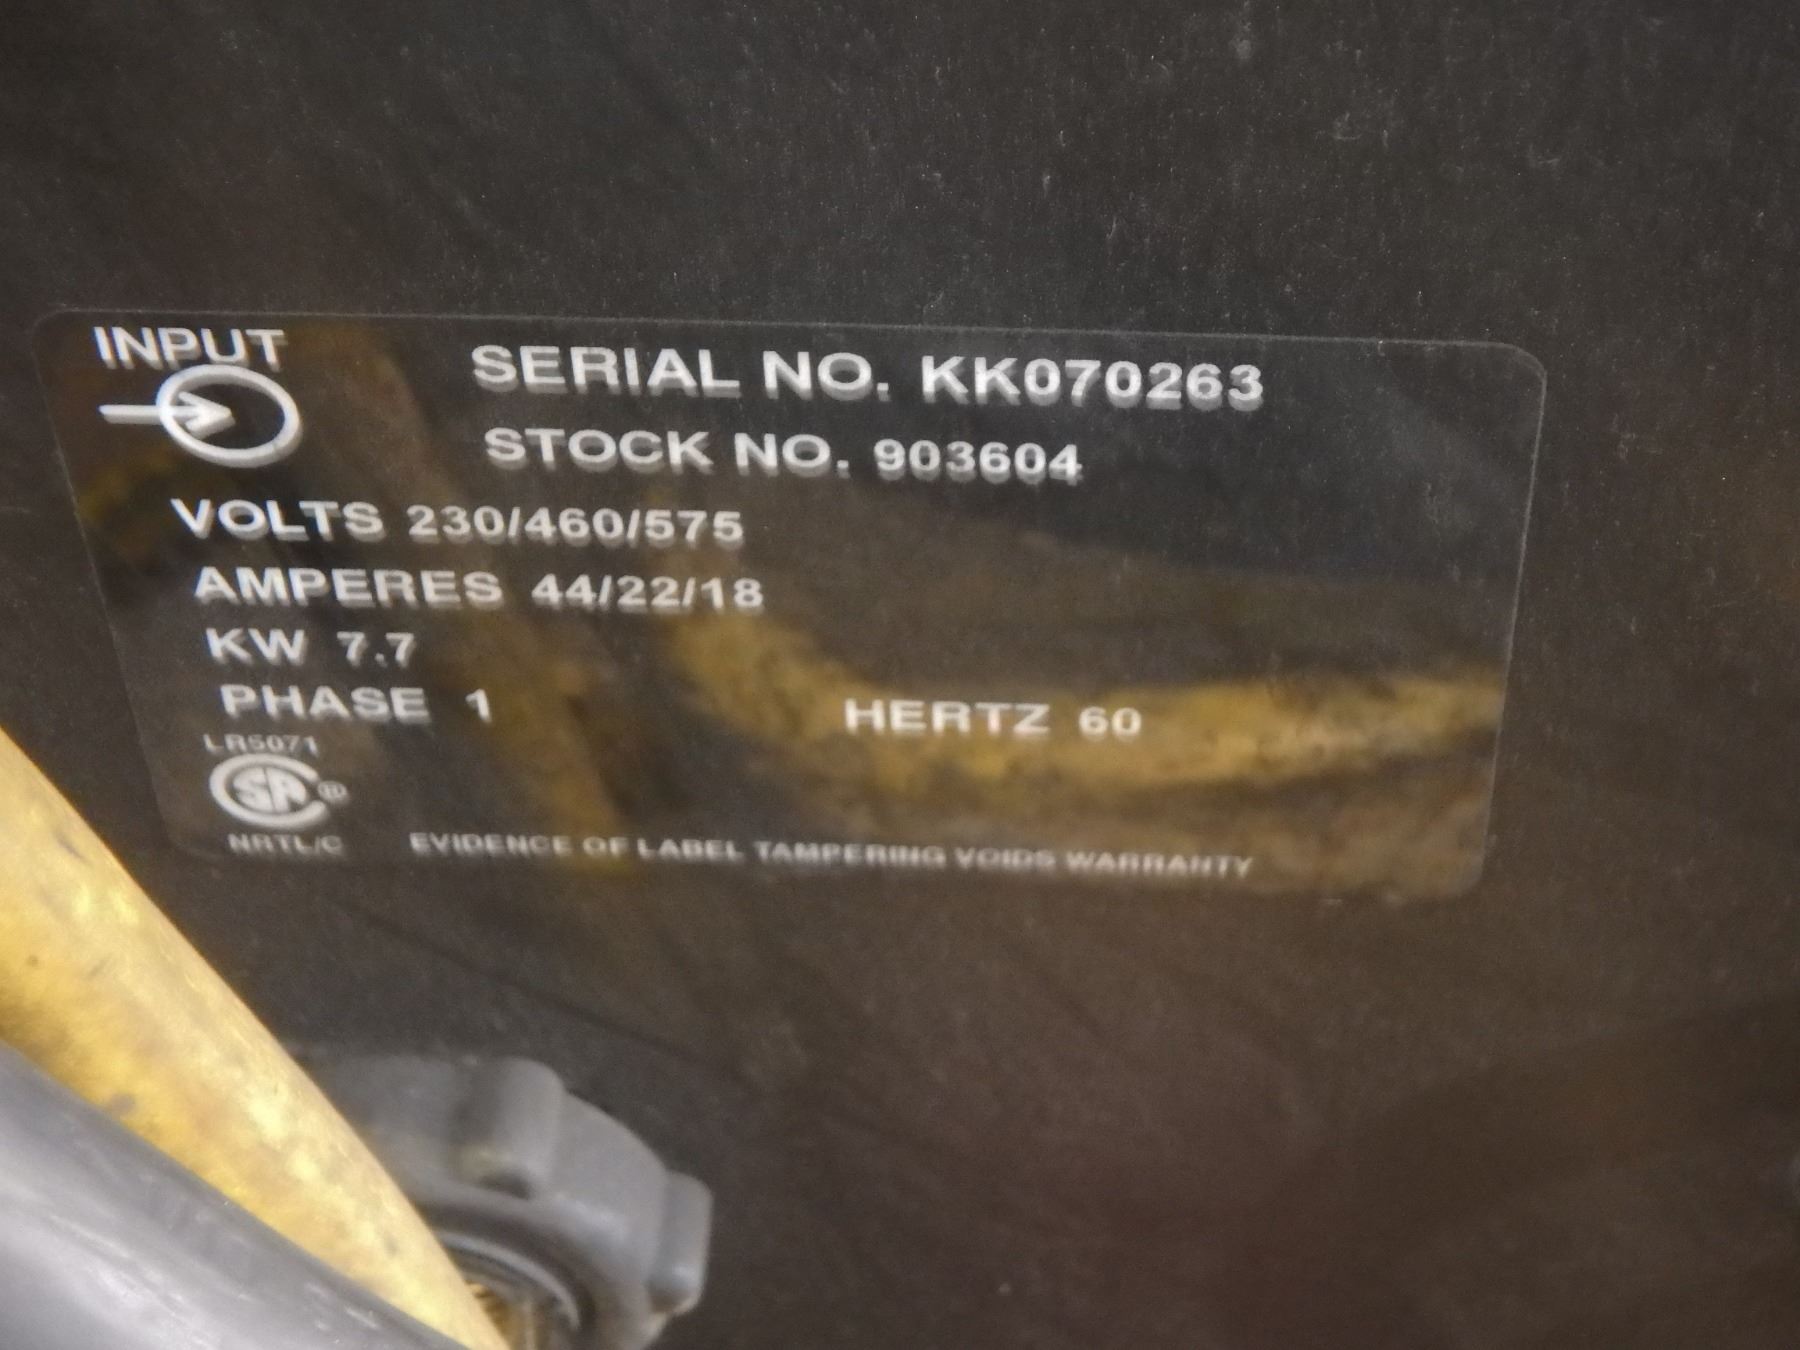 INPUT
SERIAL NO. KK070263
STOCK NO. 903604
VOLTS 230/460/575
AMPERES 44/22/18
KW 7.7
PHASE 1 HERTZ 60
LR5071
SA ®
NRTL/C
EVIDENCE OF LABEL TAMPERING VOIDS WARRANTY